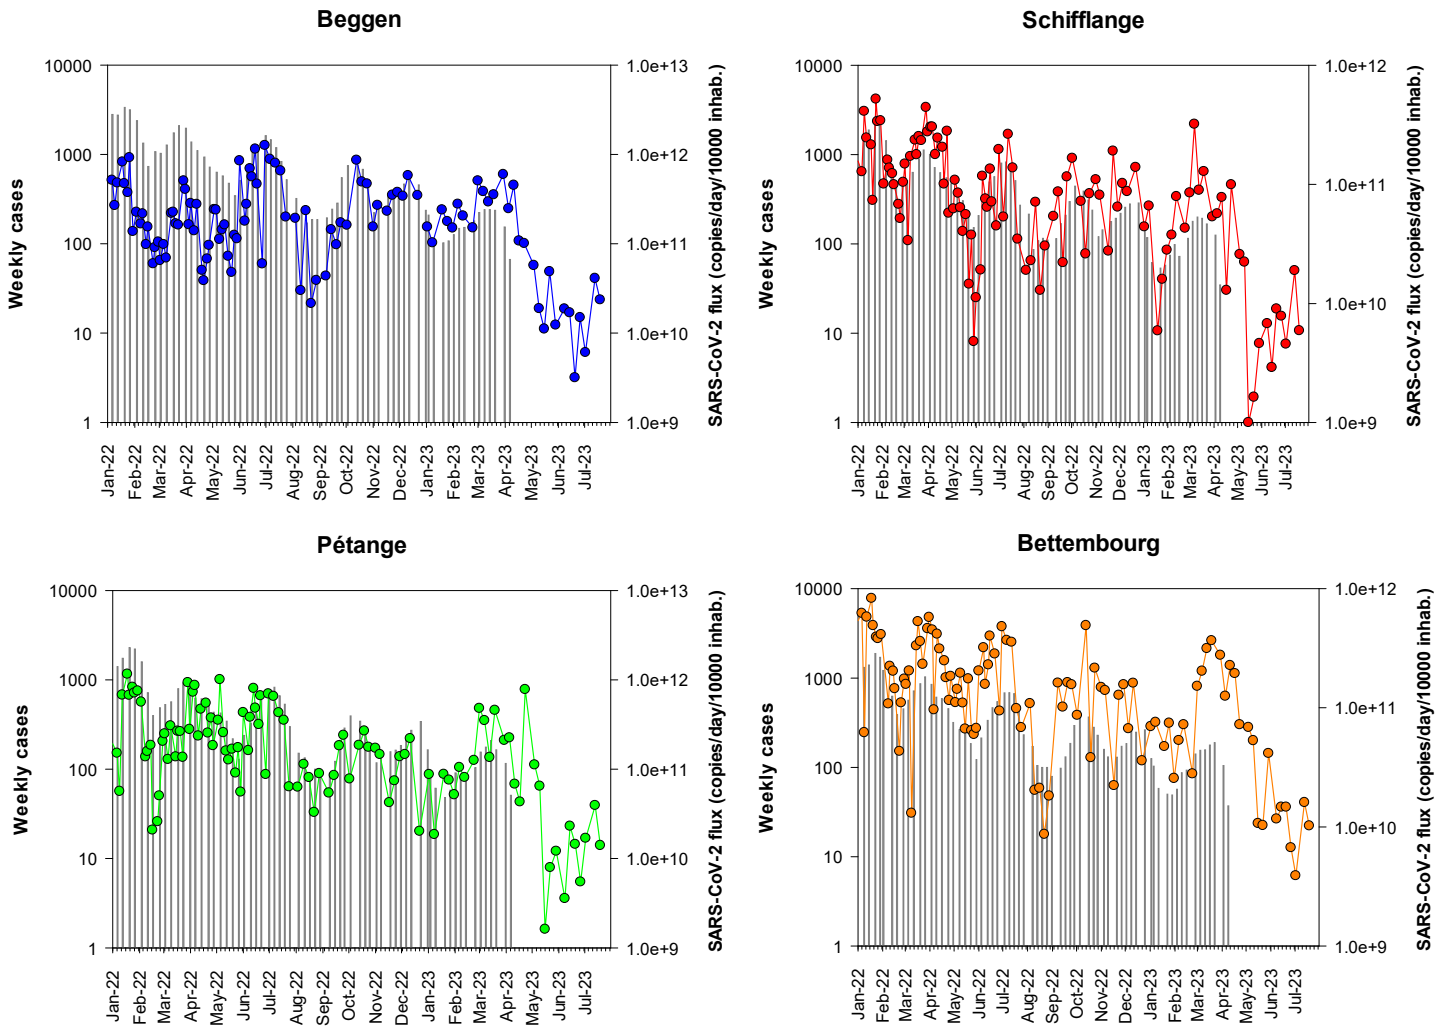 Beggen
Weekly cases
10000
1000
100
10
1
1.0e+13
1.0e+12
1.0e+11
1.0e+10
1.0e+9
SARS-CoV-2 flux (copies/day/10000 inhab.)
Jan-22
Feb-22
Mar-22
Apr-22
May-22
Jun-22
Jul-22
Aug-22
Sep-22
Oct-22
Nov-22
Dec-22
Jan-23
Feb-23
Mar-23
Apr-23
May-23
Jun-23
Jul-23
Schifflange
Weekly cases
10000
1000
100
10
1
1.0e+12
1.0e+11
1.0e+10
1.0e+9
SARS-CoV-2 flux (copies/day/10000 inhab.)
Jan-22
Feb-22
Mar-22
Apr-22
May-22
Jun-22
Jul-22
Aug-22
Sep-22
Oct-22
Nov-22
Dec-22
Jan-23
Feb-23
Mar-23
Apr-23
May-23
Jun-23
Jul-23
Pétange
Weekly cases
10000
1000
100
10
1
1.0e+13
1.0e+12
1.0e+11
1.0e+10
1.0e+9
SARS-CoV-2 flux (copies/day/10000 inhab.)
Jan-22
Feb-22
Mar-22
Apr-22
May-22
Jun-22
Jul-22
Aug-22
Sep-22
Oct-22
Nov-22
Dec-22
Jan-23
Feb-23
Mar-23
Apr-23
May-23
Jun-23
Jul-23
Bettembourg
Weekly cases
10000
1000
100
10
1
1.0e+12
1.0e+11
1.0e+10
1.0e+9
SARS-CoV-2 flux (copies/day/10000 inhab.)
Jan-22
Feb-22
Mar-22
Apr-22
May-22
Jun-22
Jul-22
Aug-22
Sep-22
Oct-22
Nov-22
Dec-22
Jan-23
Feb-23
Mar-23
Apr-23
May-23
Jun-23
Jul-23